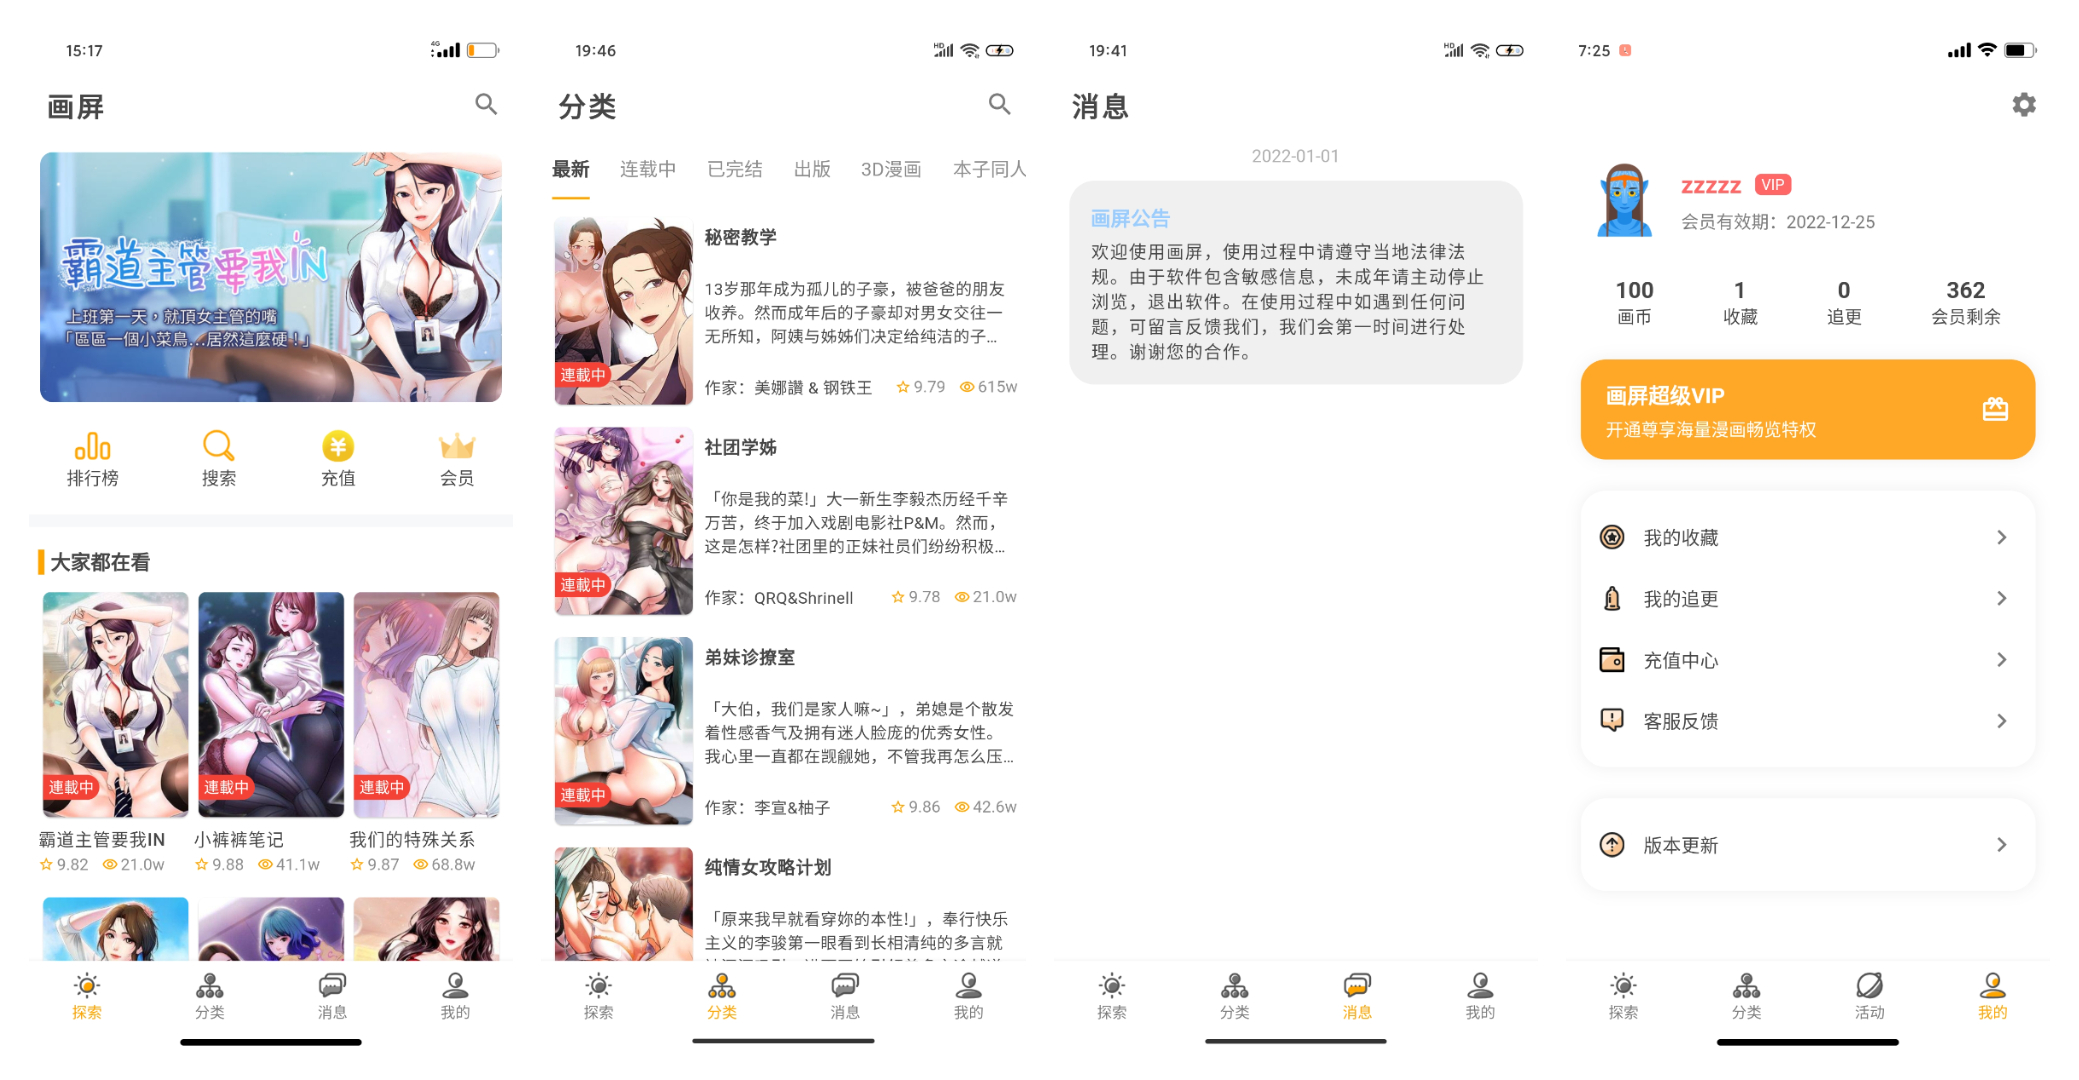 15:17
4G
画屏
霸道主管要我IN
上班第一天，就頂女主管的嘴
「區區一個小菜鳥...居然這麼硬！」
排行榜
搜索
充值
会员
大家都在看
連載中
連載中
連載中
霸道主管要我IN
小裤裤笔记
我们的特殊关系
9.82 21.0w
9.88 41.1w
9.87 68.8w
探索
分类
消息
我的
19:46
HD
分类
最新 连载中 已完结 出版 3D漫画 本子同人
連載中
秘密教学
13岁那年成为孤儿的子豪，被爸爸的朋友
收养。然而成年后的子豪却对男女交往一
无所知，阿姨与姊姊们决定给纯洁的子...
作家：美娜讚 & 钢铁王 9.79 615w
連載中
社团学姊
「你是我的菜!」大一新生李毅杰历经千辛
万苦，终于加入戏剧电影社P&M。然而，
这是怎样?社团里的正妹社员们纷纷积极...
作家：QRQ&Shrinell 9.78 21.0w
連載中
弟妹诊撩室
「大伯，我们是家人嘛~」，弟媳是个散发
着性感香气及拥有迷人脸庞的优秀女性。
我心里一直都在觊觎她，不管我再怎么压...
作家：李宣&柚子 9.86 42.6w
纯情女攻略计划
「原来我早就看穿妳的本性!」，奉行快乐
主义的李骏第一眼看到长相清纯的多言就
探索
分类
消息
我的
19:41
HD
消息
2022-01-01
画屏公告
欢迎使用画屏，使用过程中请遵守当地法律法
规。由于软件包含敏感信息，未成年请主动停止
浏览，退出软件。在使用过程中如遇到任何问
题，可留言反馈我们，我们会第一时间进行处
理。谢谢您的合作。
探索
分类
消息
我的
7:25
zzzzz VIP
会员有效期：2022-12-25
100 1 0 362
画币 收藏 追更 会员剩余
画屏超级VIP
开通尊享海量漫画畅览特权
我的收藏
我的追更
充值中心
客服反馈
版本更新
探索
分类
活动
我的